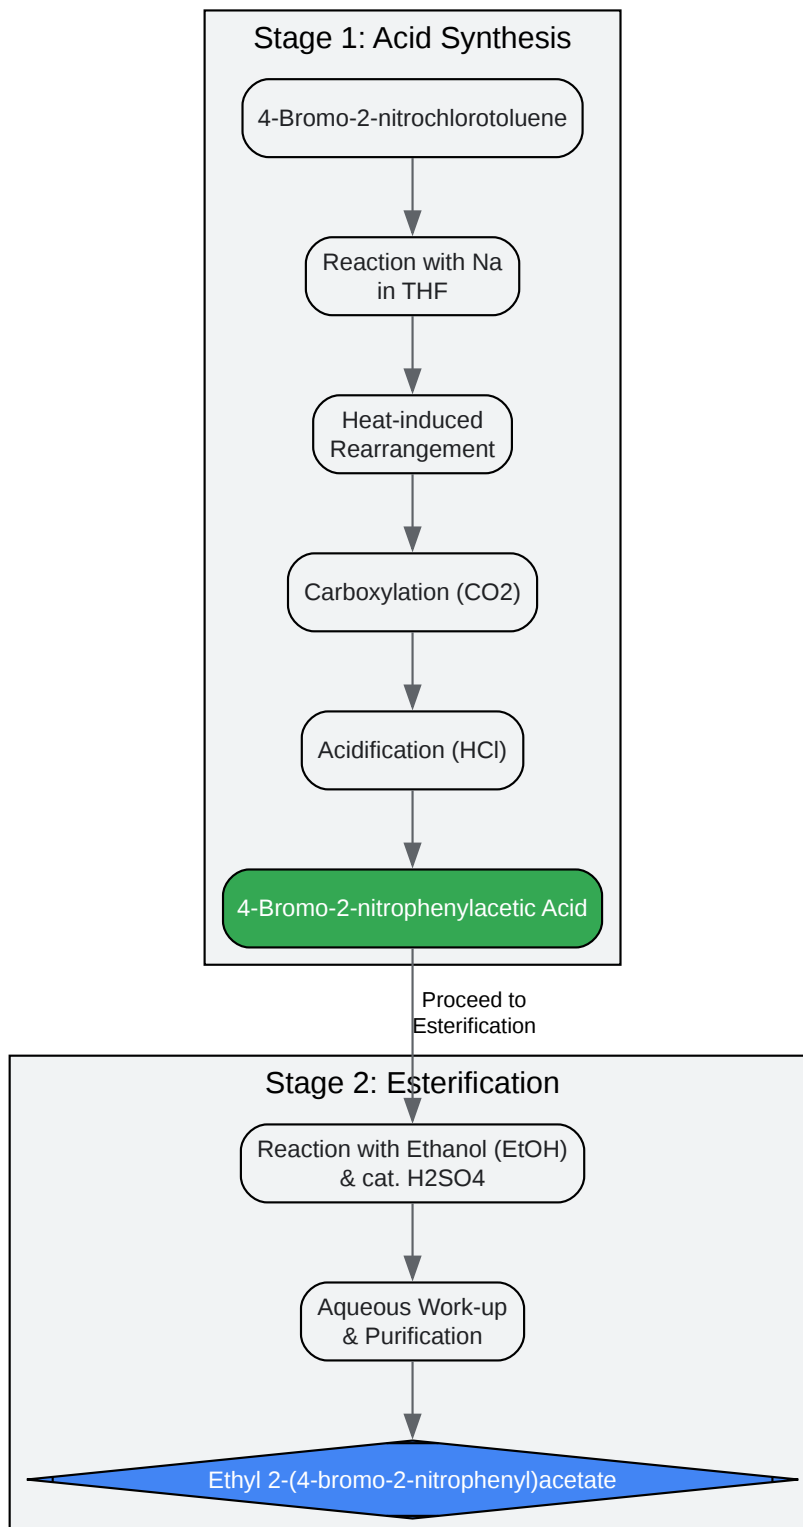 Stage 1: Acid Synthesis
4-Bromo-2-nitrochlorotoluene
Reaction with Na
in THF
Heat-induced
Rearrangement
Carboxylation (CO2)
Acidification (HCl)
4-Bromo-2-nitrophenylacetic Acid
Proceed to
Esterification
Stage 2: Esterification
Reaction with Ethanol (EtOH)
& cat. H2SO4
Aqueous Work-up
& Purification
Ethyl 2-(4-bromo-2-nitrophenyl)acetate